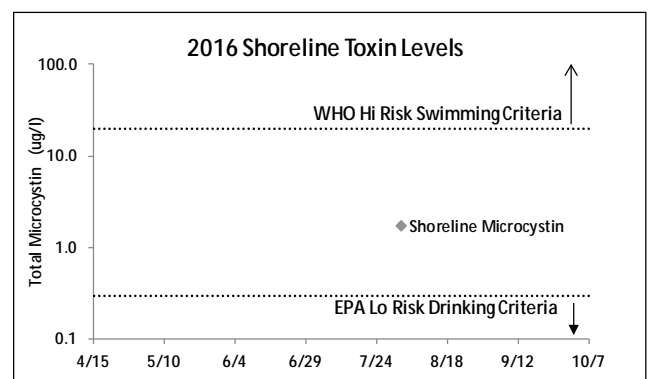 2016 Shoreline Toxin Levels
100.0
WHO Hi Risk Swimming Criteria
10.0
Total Microcystin (ug/l)
Shoreline Microcystin
1.0
EPA Lo Risk Drinking Criteria
0.1
4/15 5/10 6/4 6/29 7/24 8/18 9/12 10/7